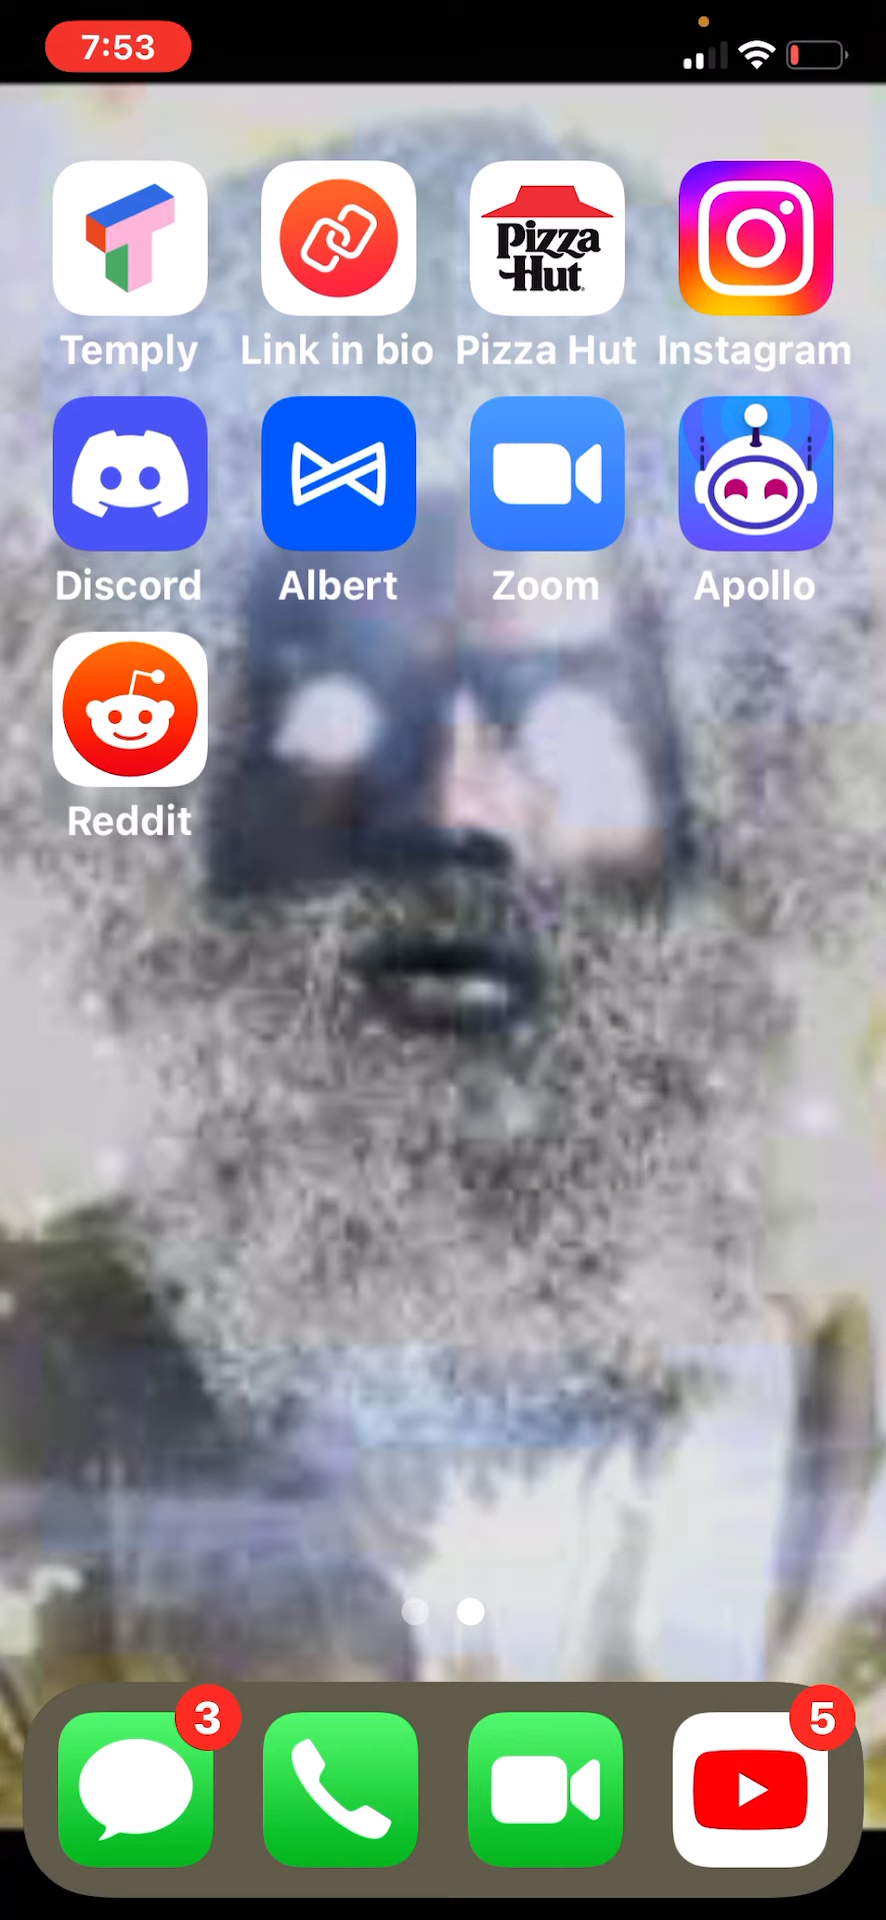 7:53
Pizza
Hut
Temply Link in bio Pizza Hut Instagram
Discord Albert Zoom Apollo
Reddit
3 5